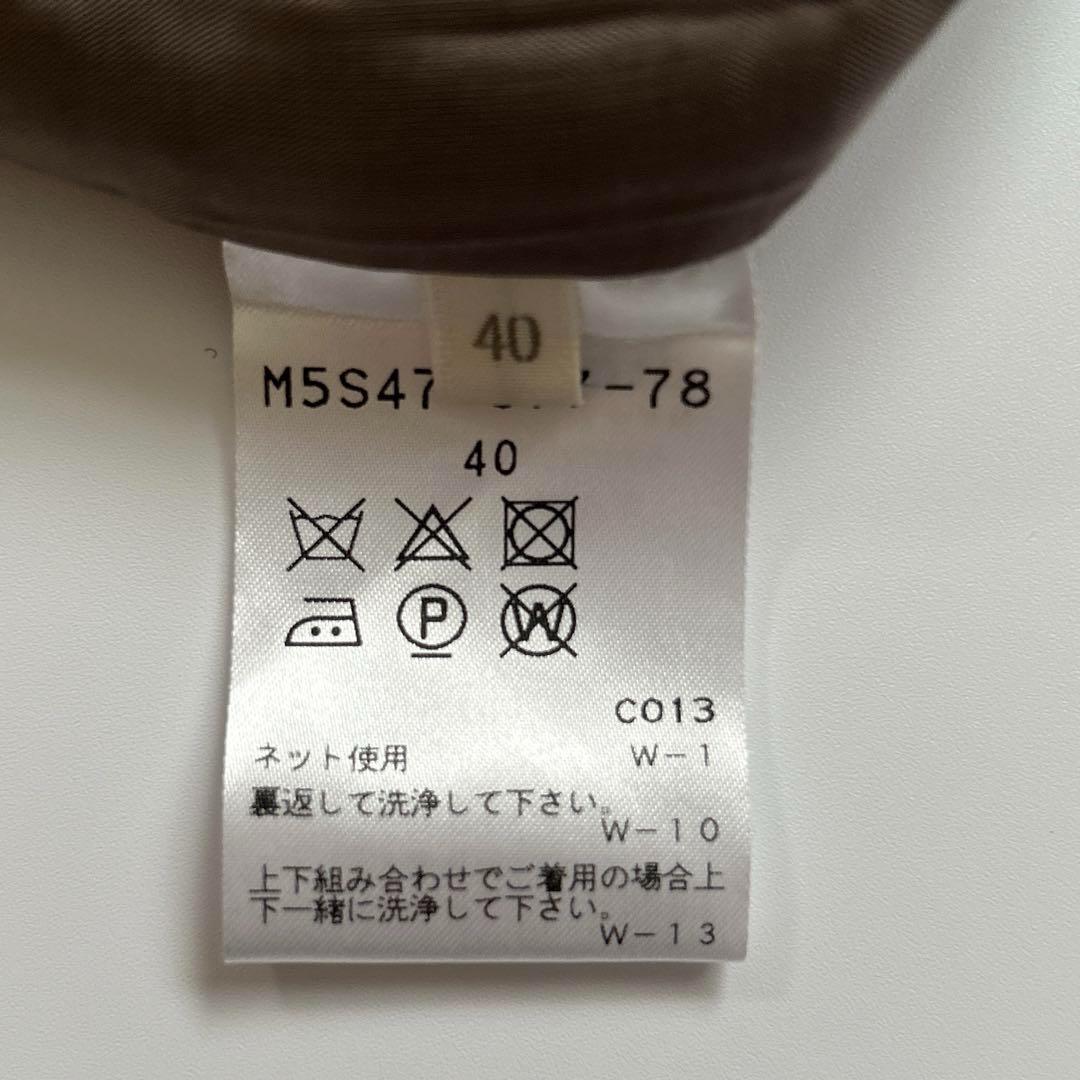 40
M5S47 -78
40
P
W
C013
ネット使用 W-1
裏返して洗浄して下さい。
W-10
上下組み合わせでご着用の場合上
下一緒に洗浄して下さい。
W-13